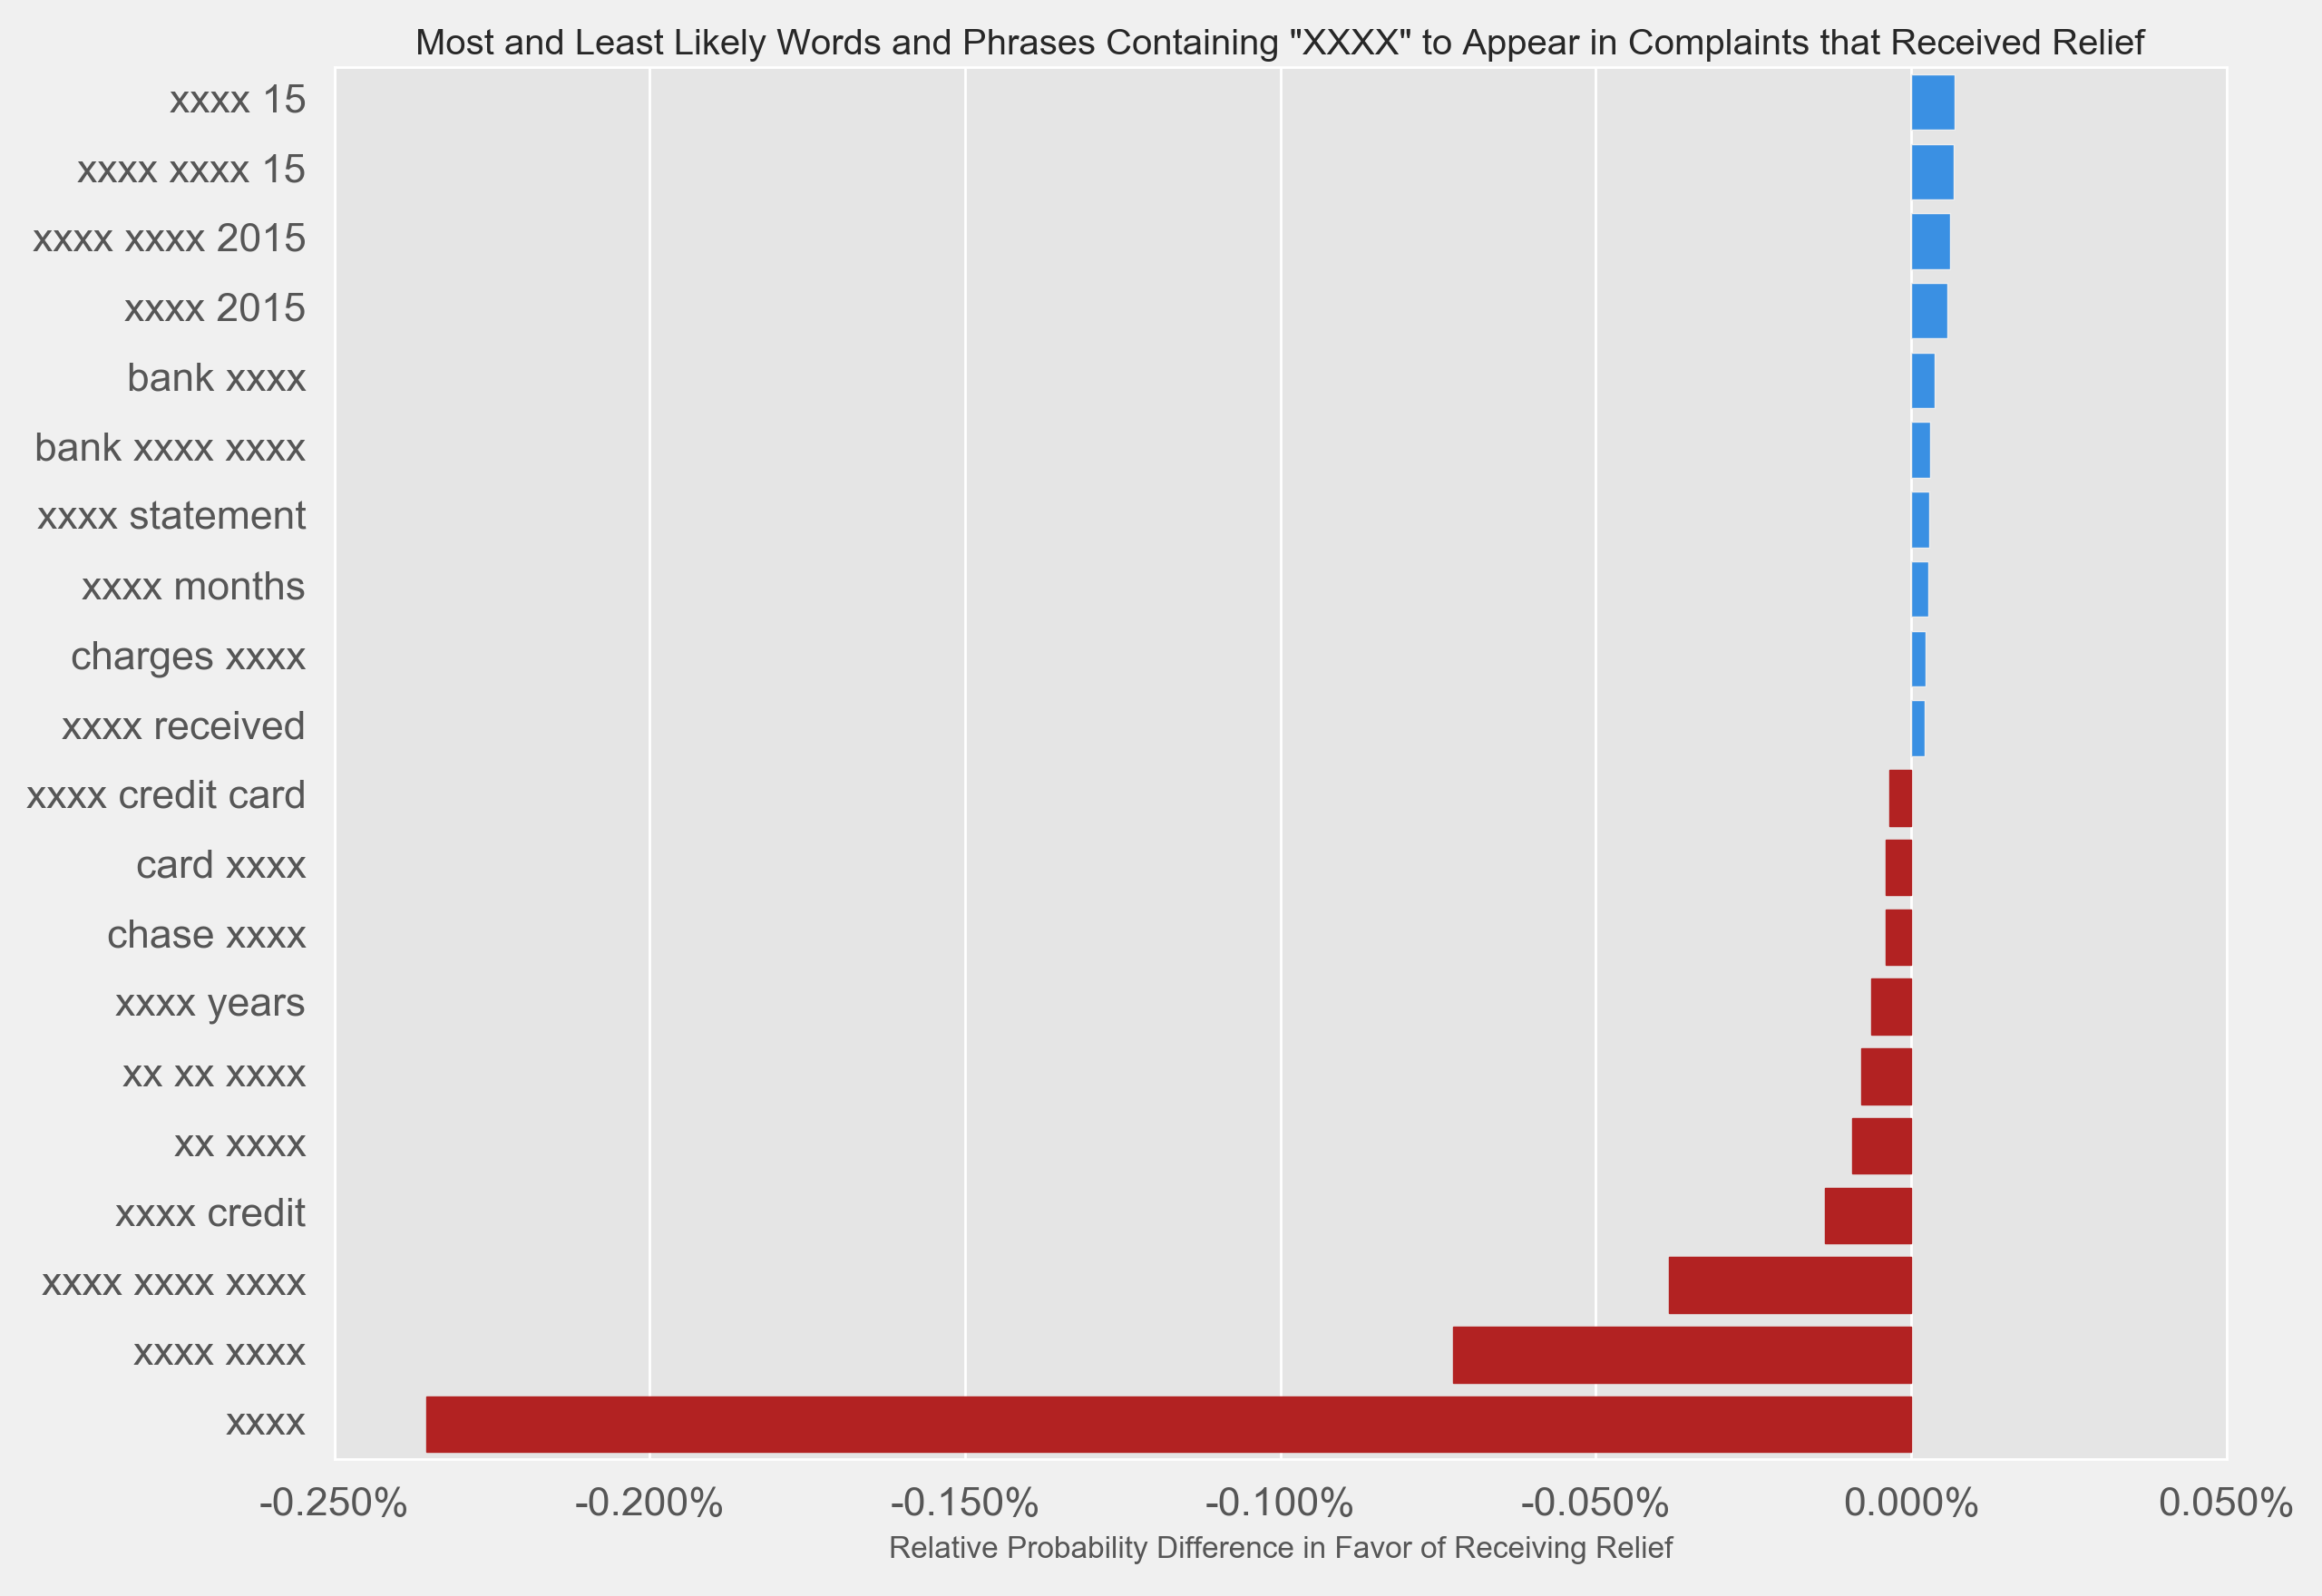 Most and Least Likely Words and Phrases Containing "XXXX" to Appear in Complaints that Received Relief
xxxx 15
xxxx xxxx 15
xxxx xxxx 2015
xxxx 2015
bank xxxx
bank xxxx xxxx
xxxx statement
xxxx months
charges xxxx
xxxx received
xxxx credit card
card xxxx
chase xxxx
xxxx years
xx xx xxxx
xx xxxx
xxxx credit
xxxx xxxx xxxx
xxxx xxxx
xxxx
-0.250% -0.200% -0.150% -0.100% -0.050% 0.000% 0.050%
Relative Probability Difference in Favor of Receiving Relief